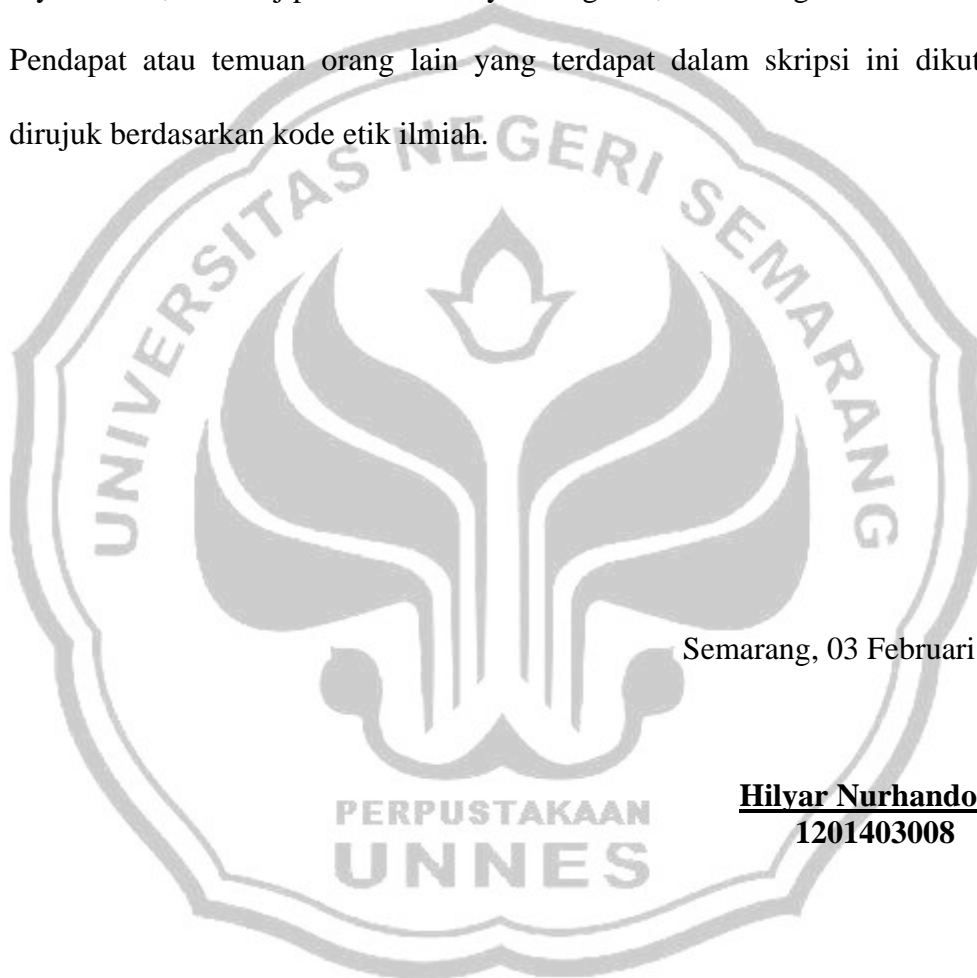 Pendapat atau temuan orang lain yang terdapat dalam skripsi ini dikut
dirujuk berdasarkan kode etik ilmiah.
UNIVERSITAS NEGERI SEMARANG
Semarang, 03 Februari
Hilyar Nurhando
1201403008
PERPUSTAKAAN
UNNES